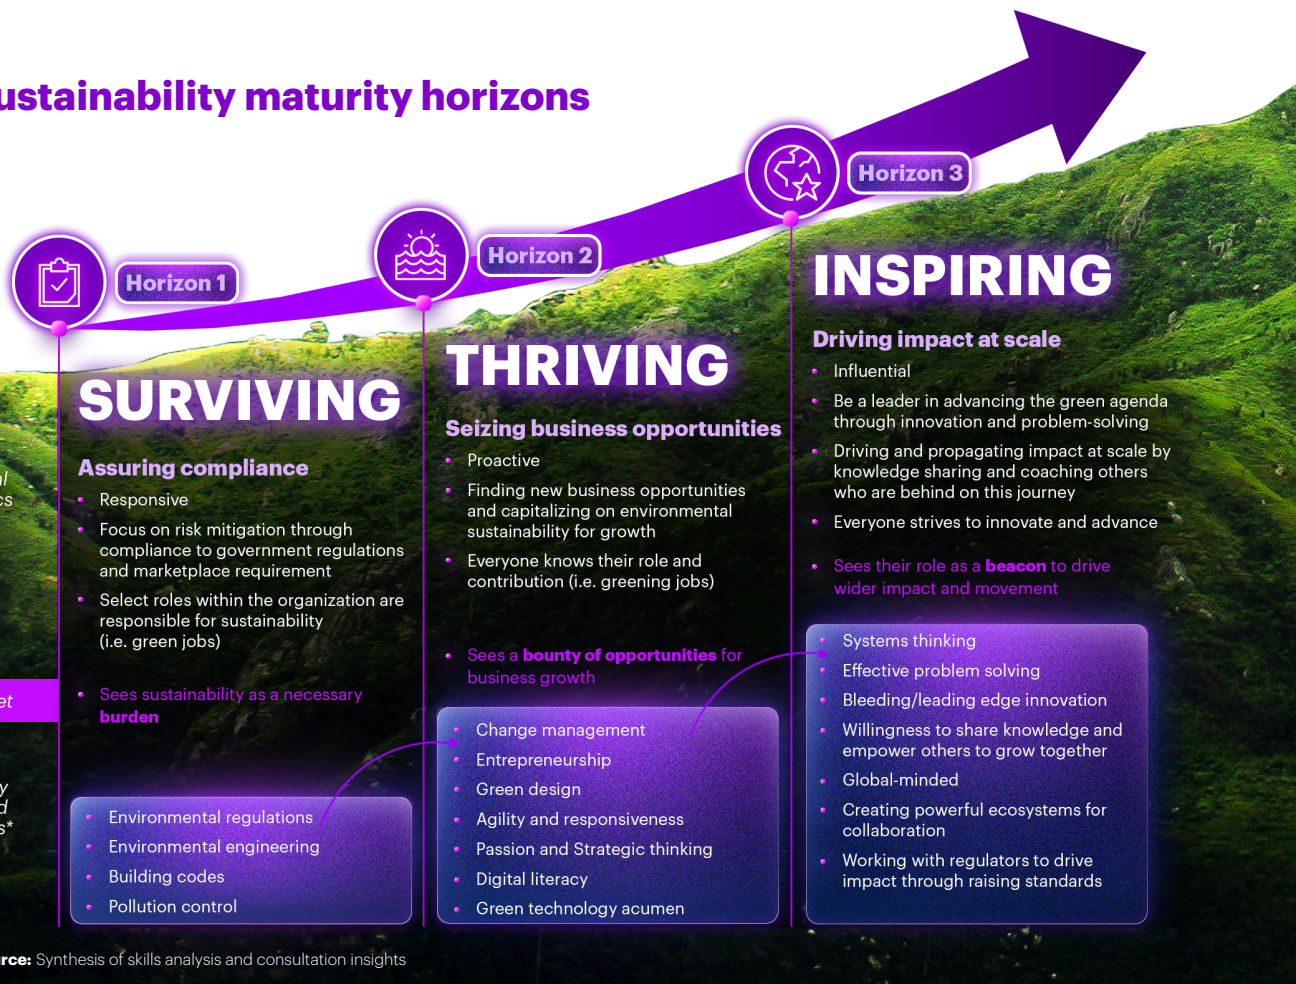 ustainability maturity horizons
Horizon 1
Horizon 2
Horizon 3
SURVIVING
Assuring compliance
Responsive
Focus on risk mitigation through
compliance to government regulations
and marketplace requirement
Select roles within the organization are
responsible for sustainability
(i.e. green jobs)
Sees sustainability as a necessary
burden
Environmental regulations
Environmental engineering
Building codes
Pollution control
THRIVING
Seizing business opportunities
Proactive
Finding new business opportunities
and capitalizing on environmental
sustainability for growth
Everyone knows their role and
contribution (i.e. greening jobs)
Sees a bounty of opportunities for
business growth
Change management
Entrepreneurship
Green design
Agility and responsiveness
Passion and Strategic thinking
Digital literacy
Green technology acumen
INSPIRING
Driving impact at scale
Influential
Be a leader in advancing the green agenda
through innovation and problem-solving
Driving and propagating impact at scale by
knowledge sharing and coaching others
who are behind on this journey
Everyone strives to innovate and advance
Sees their role as a beacon to drive
wider impact and movement
Systems thinking
Effective problem solving
Bleeding/leading edge innovation
Willingness to share knowledge and
empower others to grow together
Global-minded
Creating powerful ecosystems for
collaboration
Working with regulators to drive
impact through raising standards
al
cs
et
y
d
s*
rce: Synthesis of skills analysis and consultation insights